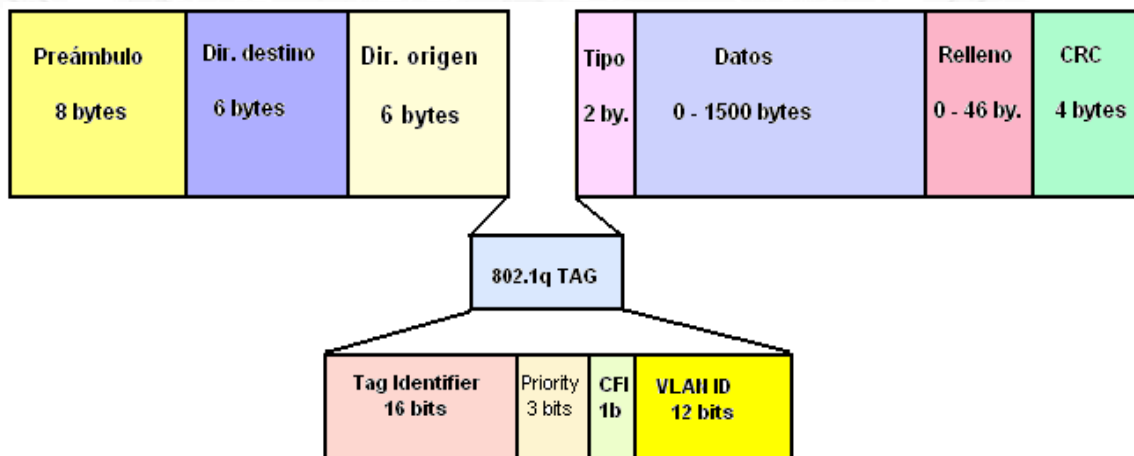 Preámbulo
8 bytes
Dir. destino
6 bytes
Dir. origen
6 bytes
Tipo
2 by.
Datos
0 - 1500 bytes
Relleno
0 - 46 by.
CRC
4 bytes
802.1q TAG
Tag Identifier
16 bits
Priority
3 bits
CFI
1b
VLAN ID
12 bits